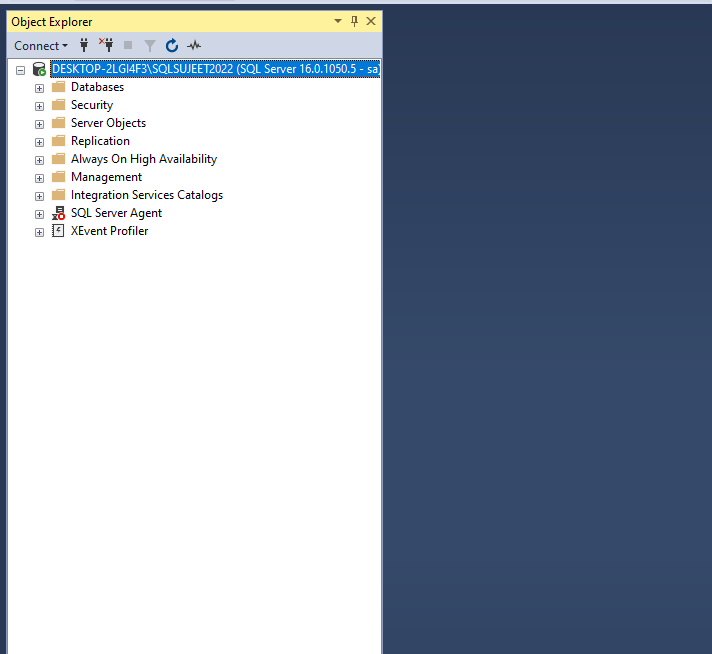 Object Explorer
Connect
DESKTOP-2LGI4F3\SQLSUJEET2022 (SQL Server 16.0.1050.5 - sa)
Databases
Security
Server Objects
Replication
Always On High Availability
Management
Integration Services Catalogs
SQL Server Agent
XEvent Profiler